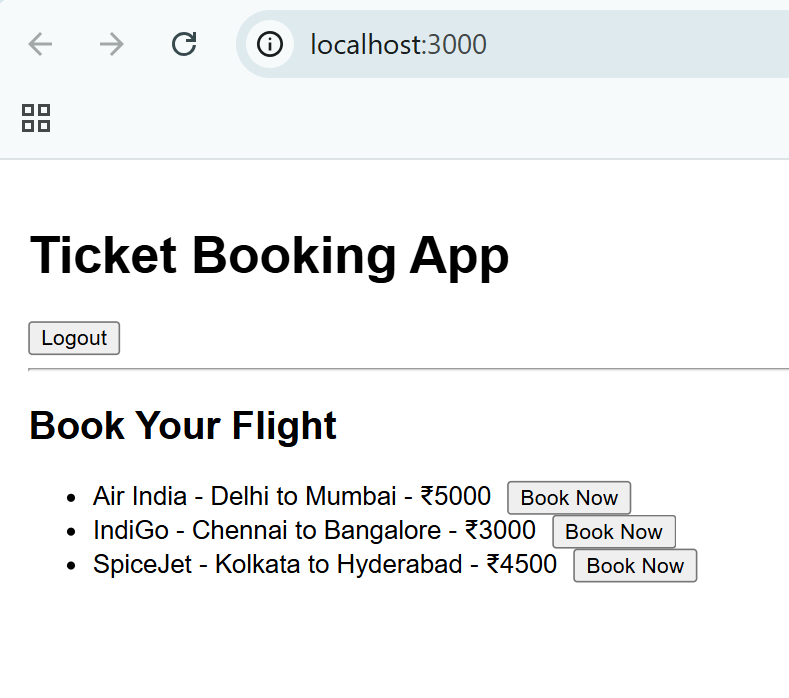 localhost:3000
Ticket Booking App
Logout
Book Your Flight
Air India - Delhi to Mumbai - ₹5000 Book Now
IndiGo - Chennai to Bangalore - ₹3000 Book Now
SpiceJet - Kolkata to Hyderabad - ₹4500 Book Now